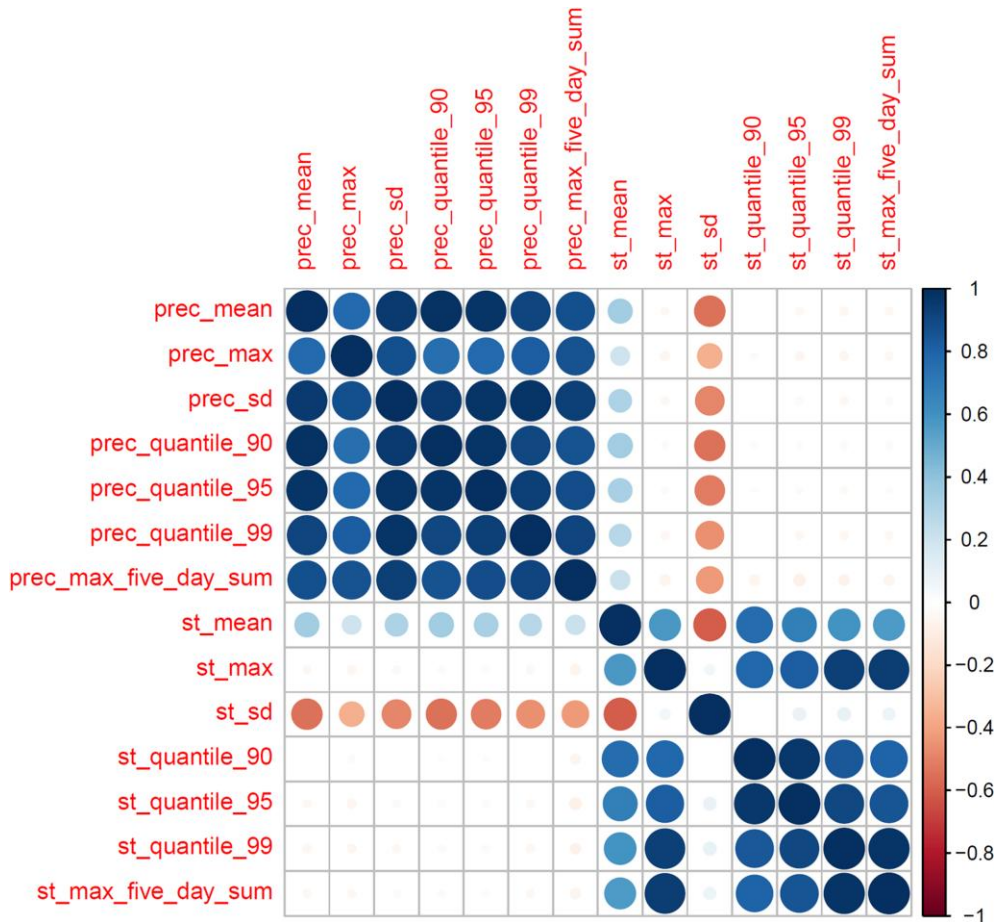 prec_mean
prec_max
prec_sd
prec_quantile_90
prec_quantile_95
prec_quantile_99
prec_max_five_day_sum
st_mean
st_max
st_sd
st_quantile_90
st_quantile_95
st_quantile_99
st_max_five_day_sum
prec_mean
prec_max
prec_sd
prec_quantile_90
prec_quantile_95
prec_quantile_99
prec_max_five_day_sum
st_mean
st_max
st_sd
st_quantile_90
st_quantile_95
st_quantile_99
st_max_five_day_sum
1
0.8
0.6
0.4
0.2
0
−0.2
−0.4
−0.6
−0.8
−1